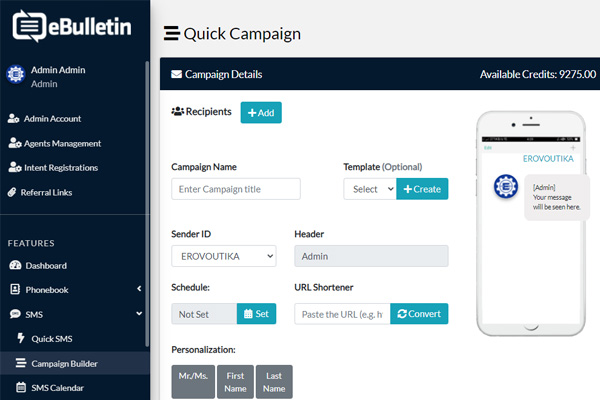 eBulletin
Admin Admin
Admin
Admin Account
Agents Management
Intent Registrations
Referral Links
FEATURES
Dashboard
Phonebook
SMS
Quick SMS
Campaign Builder
SMS Calendar
Quick Campaign
Campaign Details
Available Credits: 9275.00
Recipients
Add
Campaign Name
Template (Optional)
Enter Campaign title
Select
Create
Sender ID
Header
EROVOUTIKA
Admin
Schedule:
URL Shortener
Not Set
Set
Paste the URL (e.g. h
Convert
Personalization:
Mr./Ms.
First
Name
Last
Name
EROVOUTIKA
[Admin]
Your message
will be seen here.